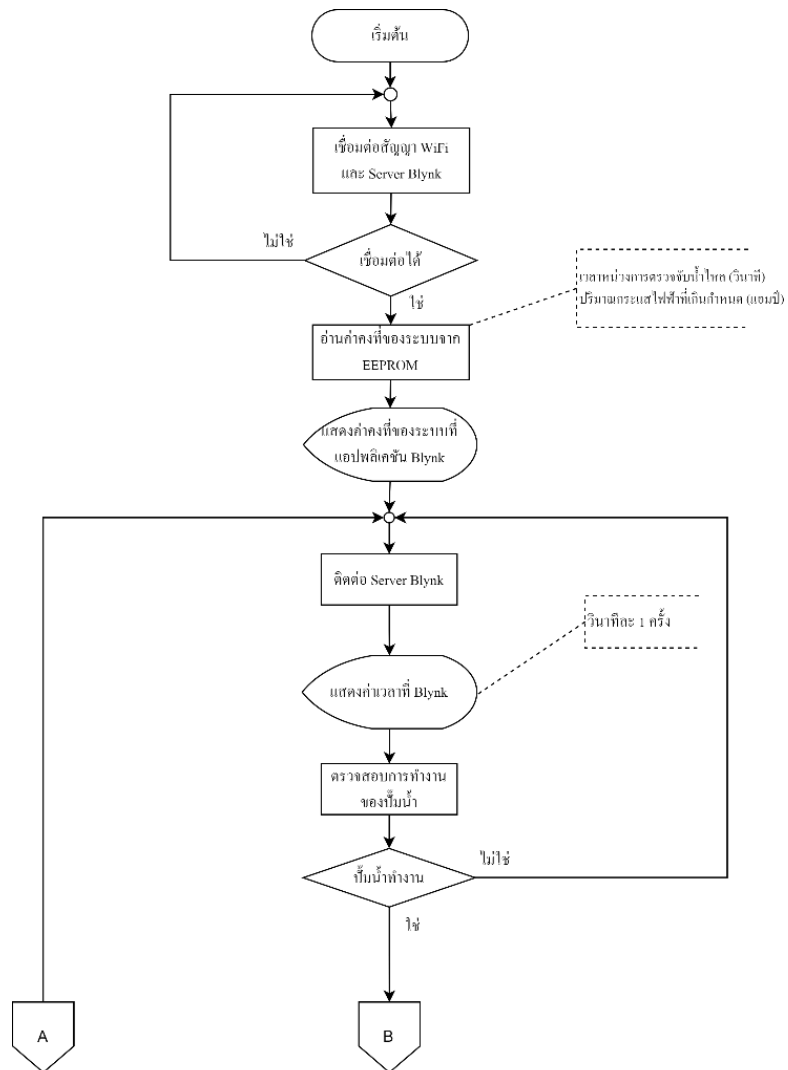 เริ่มต้น
เชื่อมต่อสัญญา WiFi
และ Server Blynk
ไม่ใช่
เชื่อมต่อได้
ใช่
เวลาหน่วงการตรวจจับน้ำไหล (วินาที)
ปริมาณกระแสไฟฟ้าที่เกินกำหนด (แอมป์)
อ่านค่าคงที่ของระบบจาก
EEPROM
แสดงค่าคงที่ของระบบที่
แอปพลิเคชัน Blynk
ติดต่อ Server Blynk
วินาทีละ 1 ครั้ง
แสดงค่าเวลาที่ Blynk
ตรวจสอบการทำงาน
ของปั๊มน้ำ
ไม่ใช่
ปั๊มน้ำทำงาน
ใช่
A
B